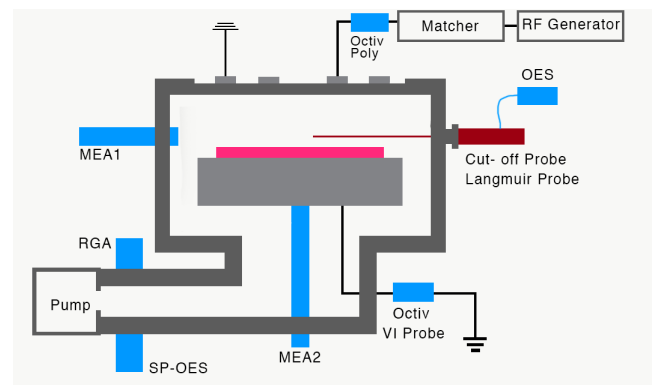 Octiv
Poly
Matcher
RF Generator
OES
MEA1
Cut- off Probe
Langmuir Probe
RGA
Pump
Octiv
VI Probe
MEA2
SP-OES